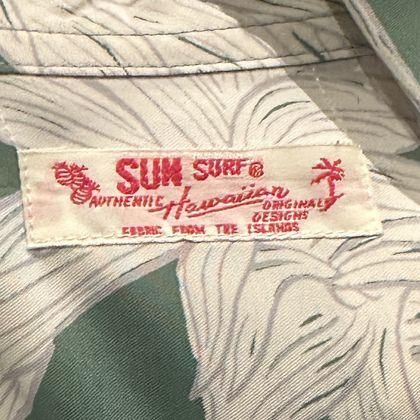 SUN SURF®
AUTHENTIC Hawaiian ORIGINAL
DESIGNS
FABRIC FROM THE ISLANDS